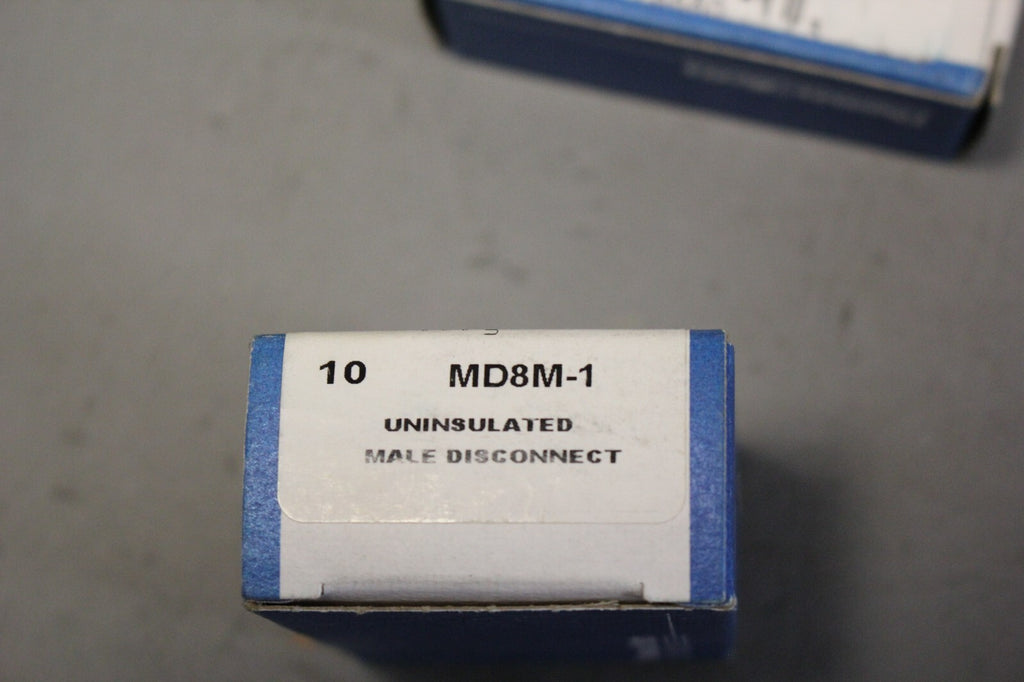 10 MD8M-1
UNINSULATED
MALE DISCONNECT